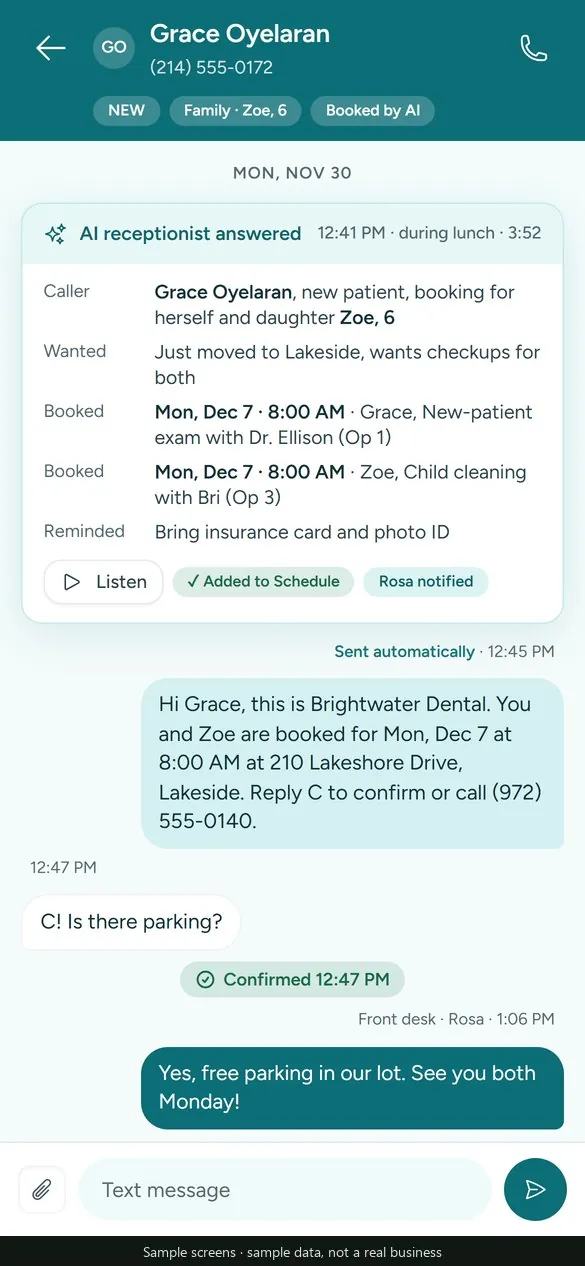 GO
Grace Oyelaran
(214) 555-0172
NEW
Family · Zoe, 6
Booked by AI
MON, NOV 30
AI receptionist answered
12:41 PM · during lunch · 3:52
Caller
Grace Oyelaran, new patient, booking for
herself and daughter Zoe, 6
Wanted
Just moved to Lakeside, wants checkups for
both
Booked
Mon, Dec 7 · 8:00 AM · Grace, New-patient
exam with Dr. Ellison (Op 1)
Booked
Mon, Dec 7 · 8:00 AM · Zoe, Child cleaning
with Bri (Op 3)
Reminded
Bring insurance card and photo ID
Listen
✓ Added to Schedule
Rosa notified
Sent automatically · 12:45 PM
Hi Grace, this is Brightwater Dental. You
and Zoe are booked for Mon, Dec 7 at
8:00 AM at 210 Lakeshore Drive,
Lakeside. Reply C to confirm or call (972)
555-0140.
12:47 PM
C! Is there parking?
Confirmed 12:47 PM
Front desk · Rosa · 1:06 PM
Yes, free parking in our lot. See you both
Monday!
Text message
Sample screens · sample data, not a real business